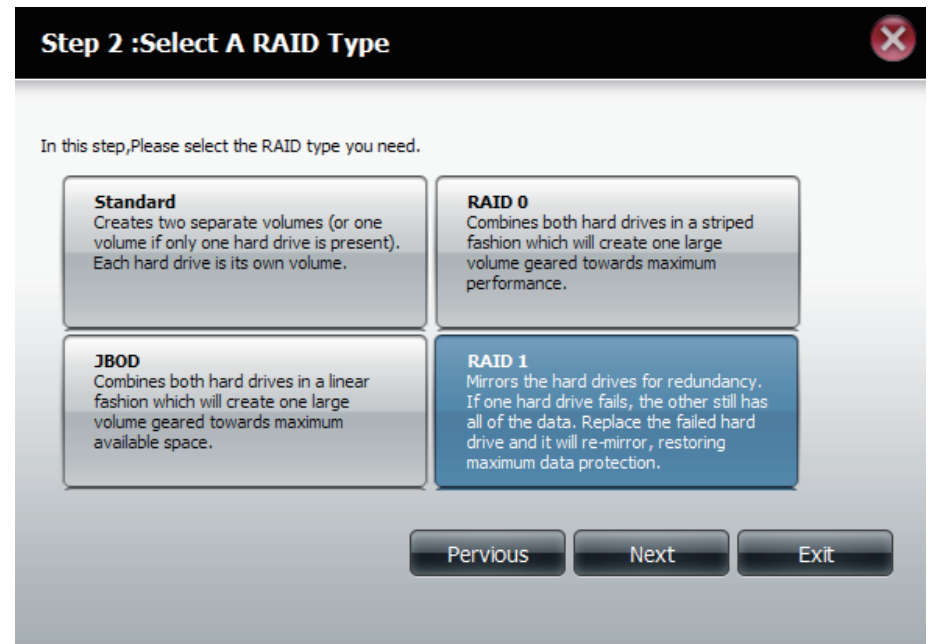 Step 2 :Select A RAID Type
In this step,Please select the RAID type you need.
Standard
Creates two separate volumes (or one
volume if only one hard drive is present).
Each hard drive is its own volume.
RAID 0
Combines both hard drives in a striped
fashion which will create one large
volume geared towards maximum
performance.
JBOD
Combines both hard drives in a linear
fashion which will create one large
volume geared towards maximum
available space.
RAID 1
Mirrors the hard drives for redundancy.
If one hard drive fails, the other still has
all of the data. Replace the failed hard
drive and it will re-mirror, restoring
maximum data protection.
Pervious
Next
Exit